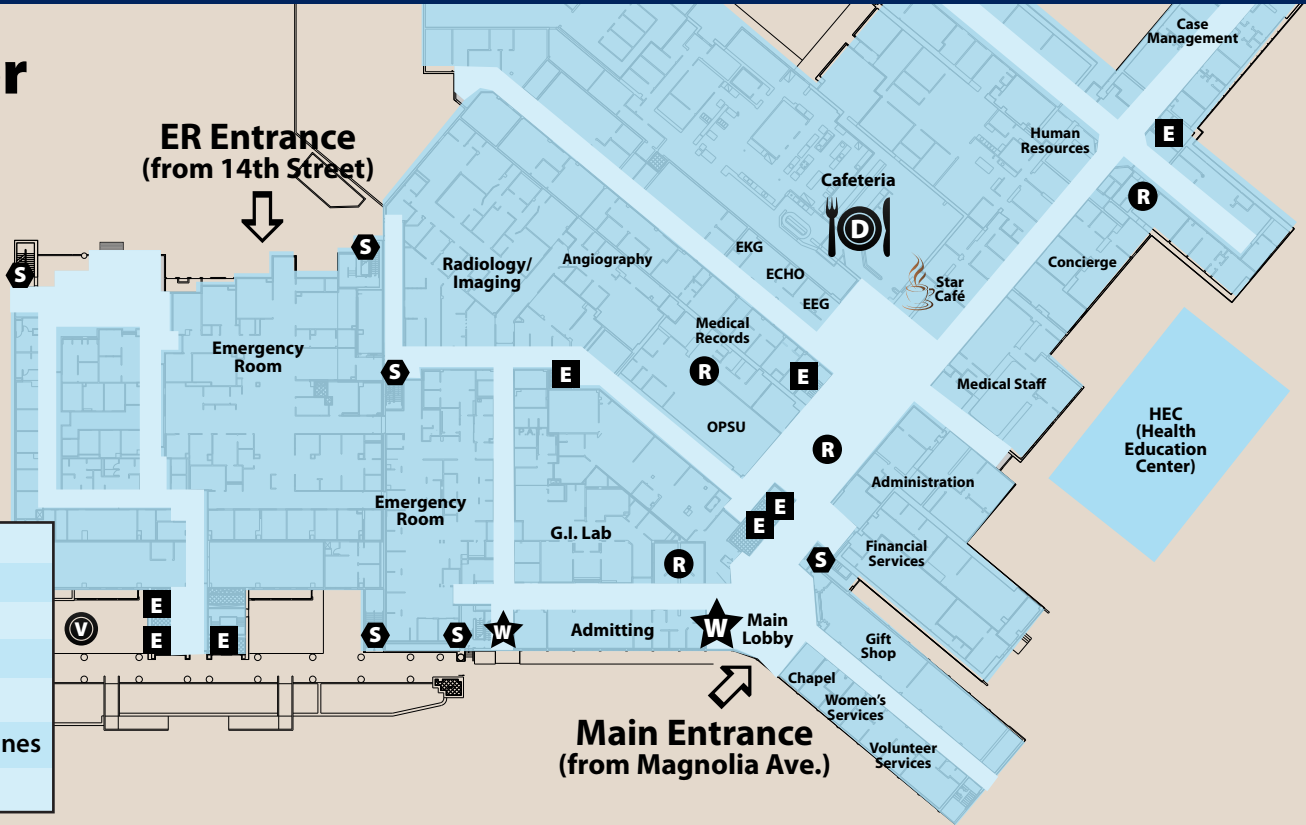 r
Case
Management
ER Entrance
(from 14th Street)
Human
Resources
E
R
Cafeteria
D
S
S
Radiology/
Imaging
Angiography
EKG
ECHO
EEG
Star
Café
Concierge
Medical
Records
R
E
Emergency
Room
S
E
Medical Staff
OPSU
R
HEC
(Health
Education
Center)
Administration
Emergency
Room
E
E
G.I. Lab
Financial
Services
S
R
E
V
E
E
S
S
W
Admitting
W
Main
Lobby
Gift
Shop
Chapel
Women's
Services
Volunteer
Services
Main Entrance
(from Magnolia Ave.)
nes